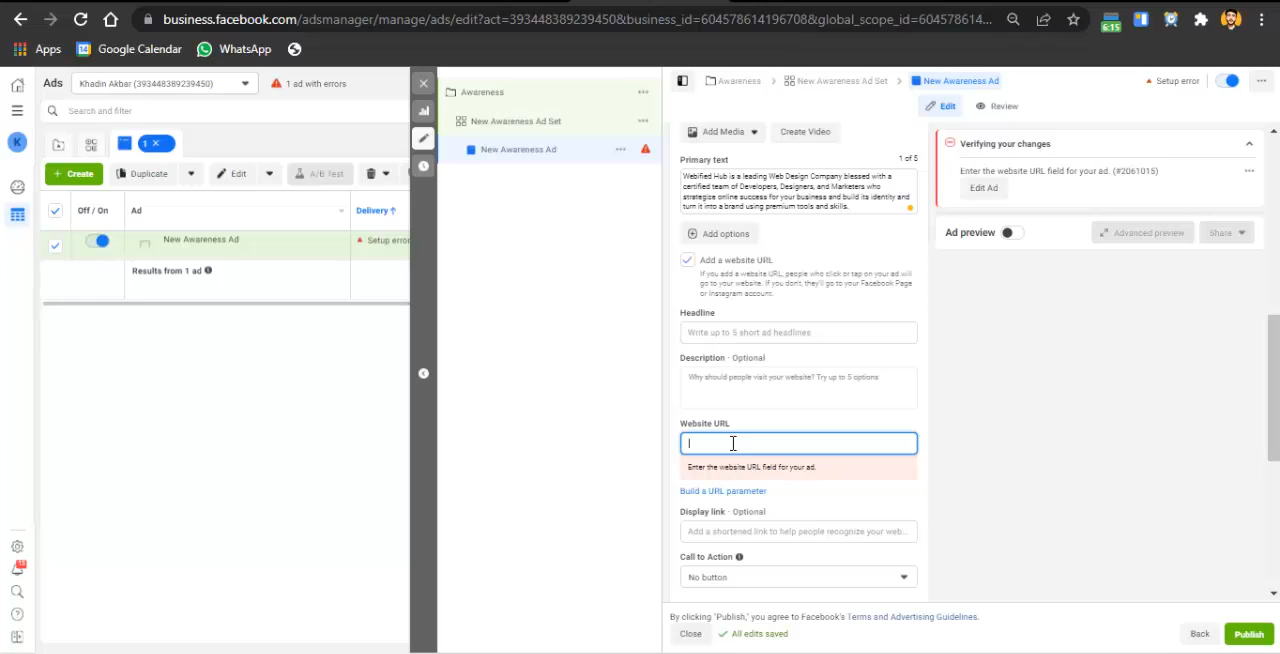 business.facebook.com/adsmanager/manage/ads/edit?act=393448389239450&business_id=604578614196708&global_scope_id=604578614...
6:15
Apps
Google Calendar
WhatsApp
Ads
Khadin Akbar (393448389239450)
1 ad with errors
Search and filter
K
1 ×
+ Create
Duplicate
Edit
A/B Test
Off / On
Ad
Delivery ↑
New Awareness Ad
Setup error
Results from 1 ad
Awareness
New Awareness Ad Set
New Awareness Ad
Awareness > New Awareness Ad Set > New Awareness Ad
Setup error
Edit
Review
Add Media
Create Video
Primary text
1 of 5
Webified Hub is a leading Web Design Company blessed with a
certified team of Developers, Designers, and Marketers who
strategise online success for your business and build its identity and
turn it into a brand using premium tools and skills.
Add options
Add a website URL
If you add a website URL, people who click or tap on your ad will
go to your website. If you don't, they'll go to your Facebook Page
or Instagram account.
Headline
Write up to 5 short ad headlines
Description · Optional
Why should people visit your website? Try up to 5 options
Website URL
Enter the website URL field for your ad.
Build a URL parameter
Display link · Optional
Add a shortened link to help people recognize your web...
Call to Action
No button
Verifying your changes
Enter the website URL field for your ad. (#2061015)
Edit Ad
Ad preview
Advanced preview
Share
By clicking "Publish," you agree to Facebook's Terms and Advertising Guidelines.
Close
All edits saved
Back
Publish